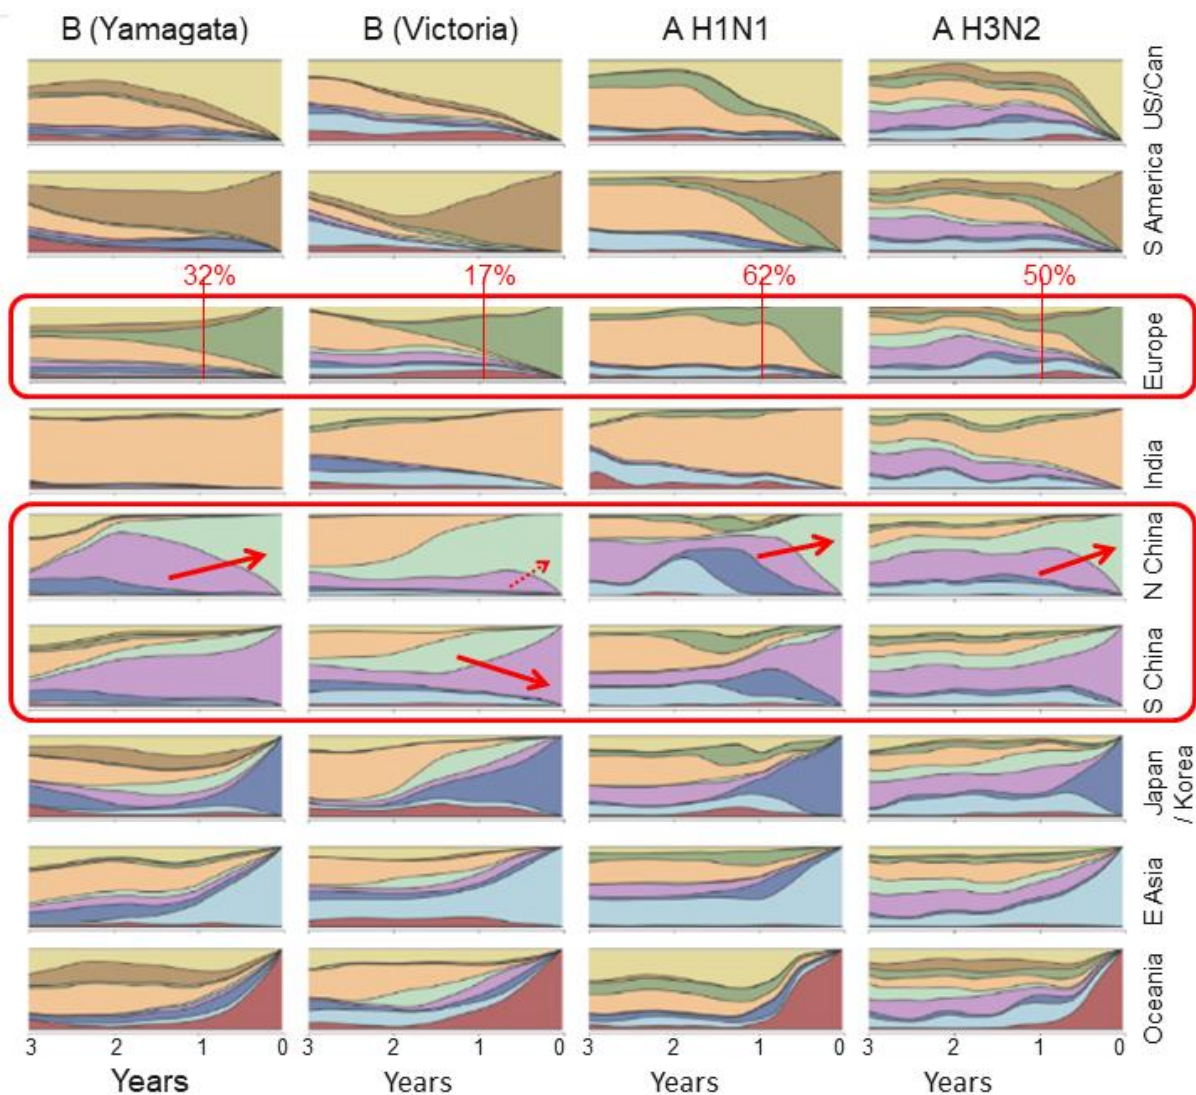 B (Yamagata) B (Victoria) A H1N1 A H3N2
US/Can
S America
32% 17% 62% 50%
Europe
India
N China
S China
Japan
/ Korea
E Asia
Oceania
3 2 1 0 3 2 1 0 3 2 1 0 3 2 1 0
Years Years Years Years